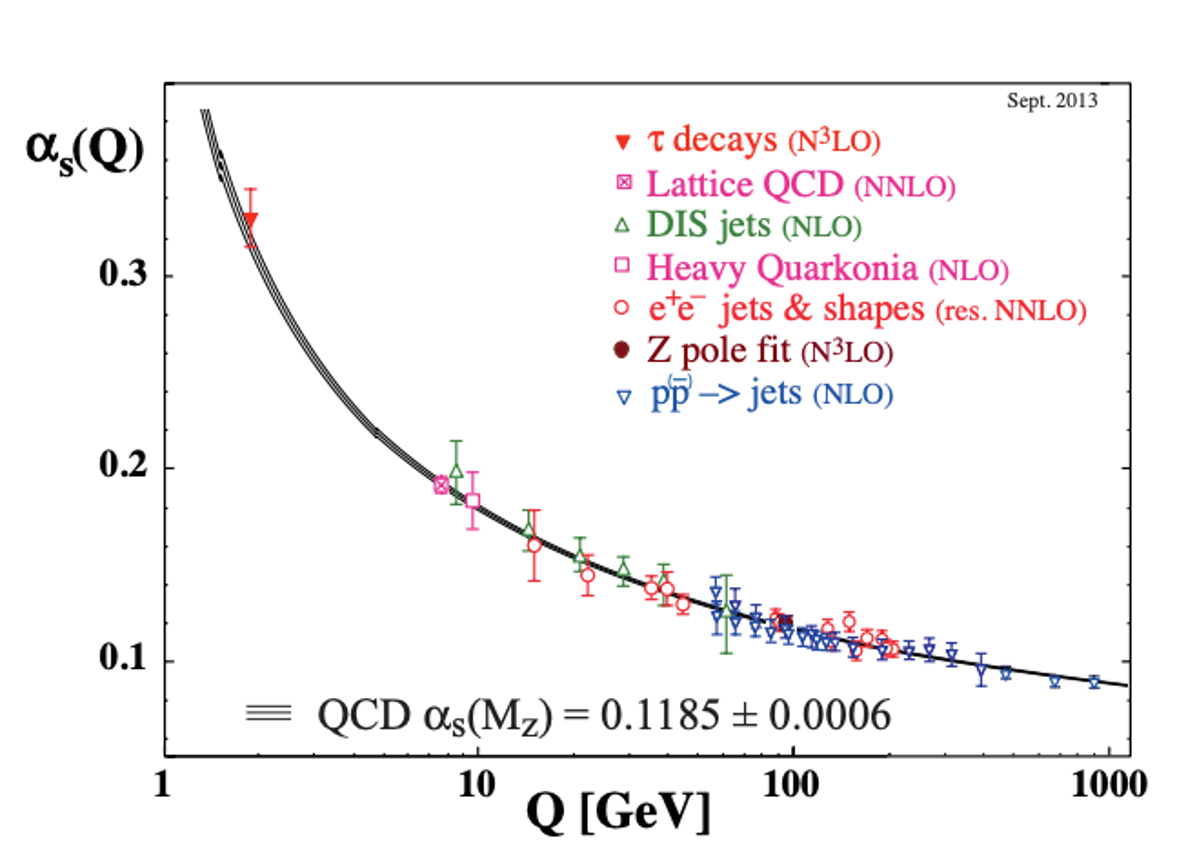 Sept. 2013
αs(Q)
τ decays (N³LO)
Lattice QCD (NNLO)
DIS jets (NLO)
Heavy Quarkonia (NLO)
e⁺e⁻ jets & shapes (res. NNLO)
Z pole fit (N³LO)
pp(̅) –> jets (NLO)
0.3
0.2
0.1
QCD αs(Mz) = 0.1185 ± 0.0006
1 10 100 1000
Q [GeV]